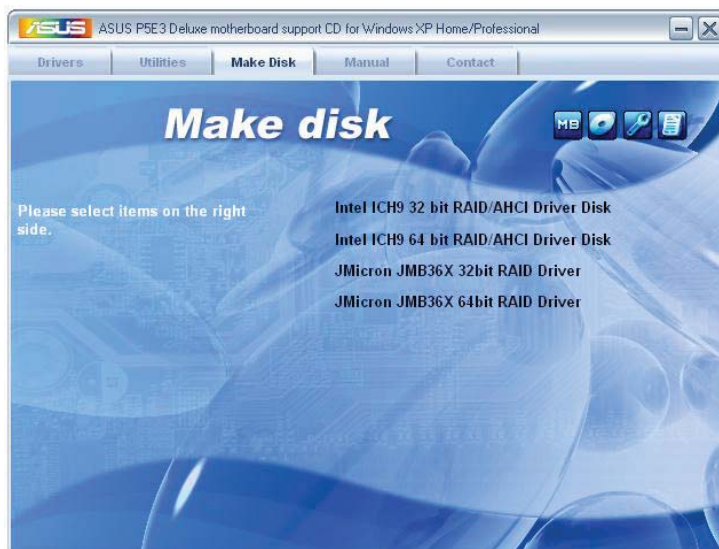 ASUS ASUS P5E3 Deluxe motherboard support CD for Windows XP Home/Professional
Drivers Utilities Make Disk Manual Contact
Make disk
MB
Please select items on the right
side.
Intel ICH9 32 bit RAID/AHCI Driver Disk
Intel ICH9 64 bit RAID/AHCI Driver Disk
JMicron JMB36X 32bit RAID Driver
JMicron JMB36X 64bit RAID Driver